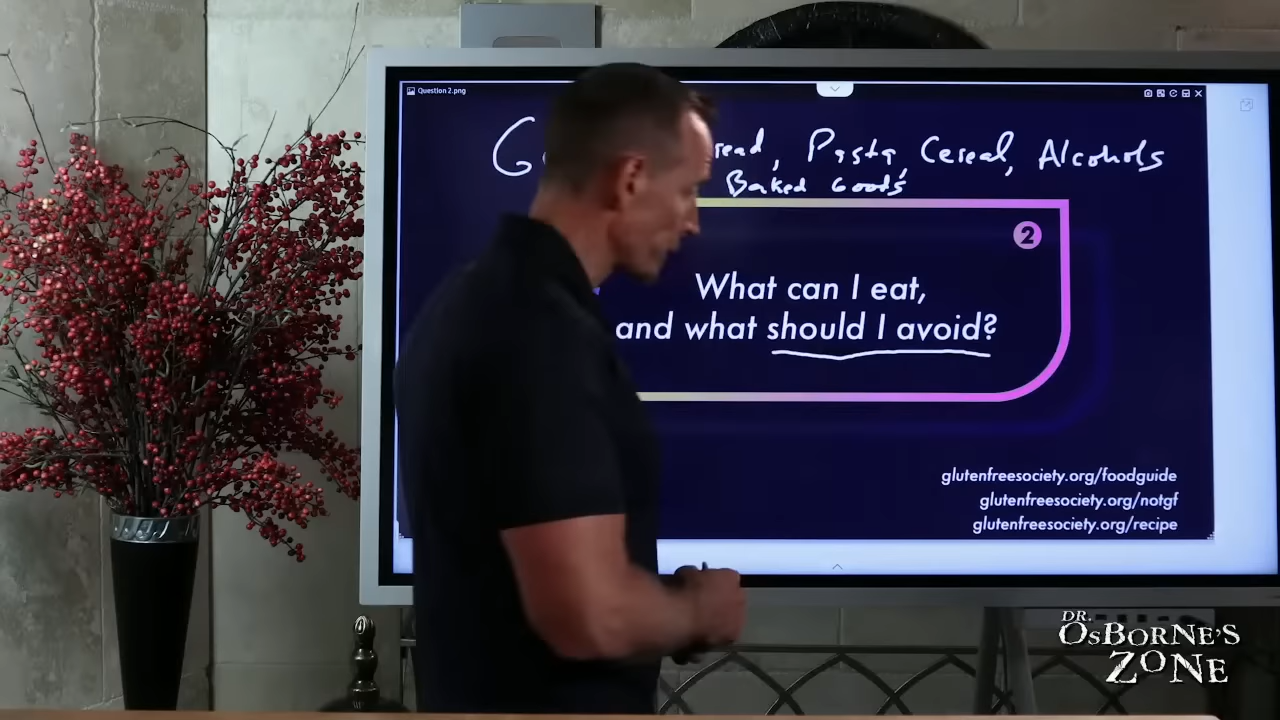 Question 2.png
Pasta, Cereal, Alcohols
Baked Goods
2
What can I eat,
and what should I avoid?
glutenfreesociety.org/foodguide
glutenfreesociety.org/notgf
glutenfreesociety.org/recipe
DR.
OSBORNE'S
ZONE